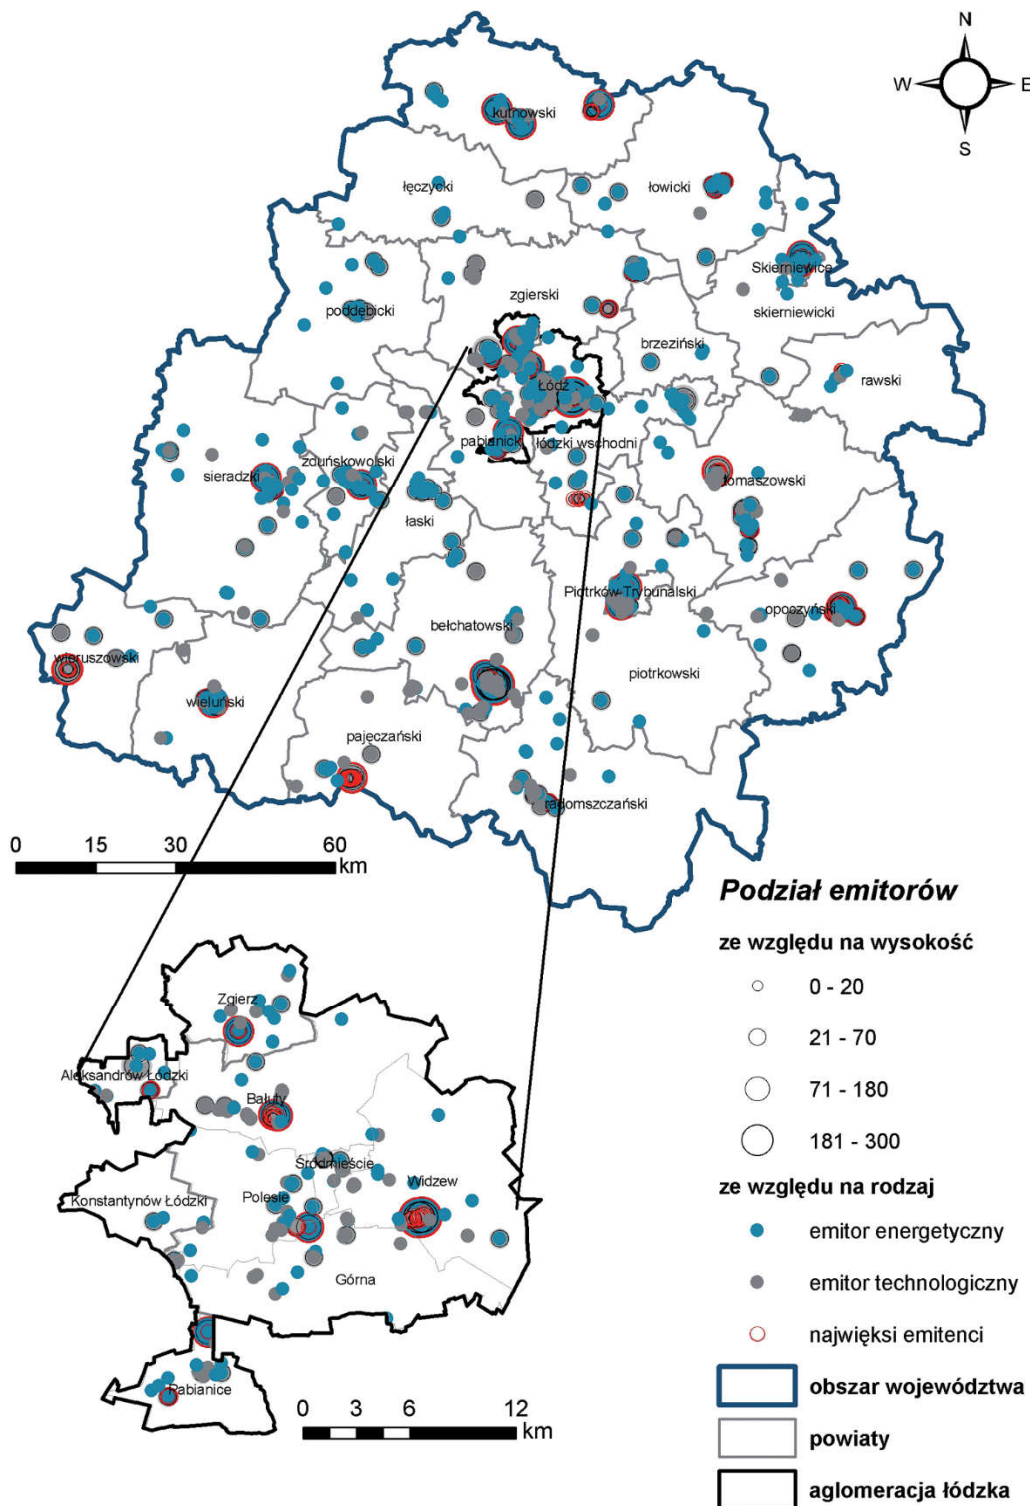 N
W E
S
kutnowski
łęczycki
łowicki
Skierniewice
zgierski
skierniewicki
poddębicki
brzeziński
rawski
Łódź
pabianicki
łódzki wschodni
zduńskowolski
sieradzki
tomaszowski
łaski
Piotrków Trybunalski
opoczyński
bełchatowski
wieruszowski
piotrkowski
wieluński
pajęczański
radomszczański
0 15 30 60
km
Podział emitorów
ze względu na wysokość
0 - 20
21 - 70
71 - 180
181 - 300
ze względu na rodzaj
emitor energetyczny
emitor technologiczny
najwięksi emitenci
obszar województwa
powiaty
aglomeracja łódzka
Zgierz
Aleksandrów Łódzki
Bałuty
Śródmieście
Widzew
Polesie
Konstantynów Łódzki
Górna
Pabianice
0 3 6 12
km